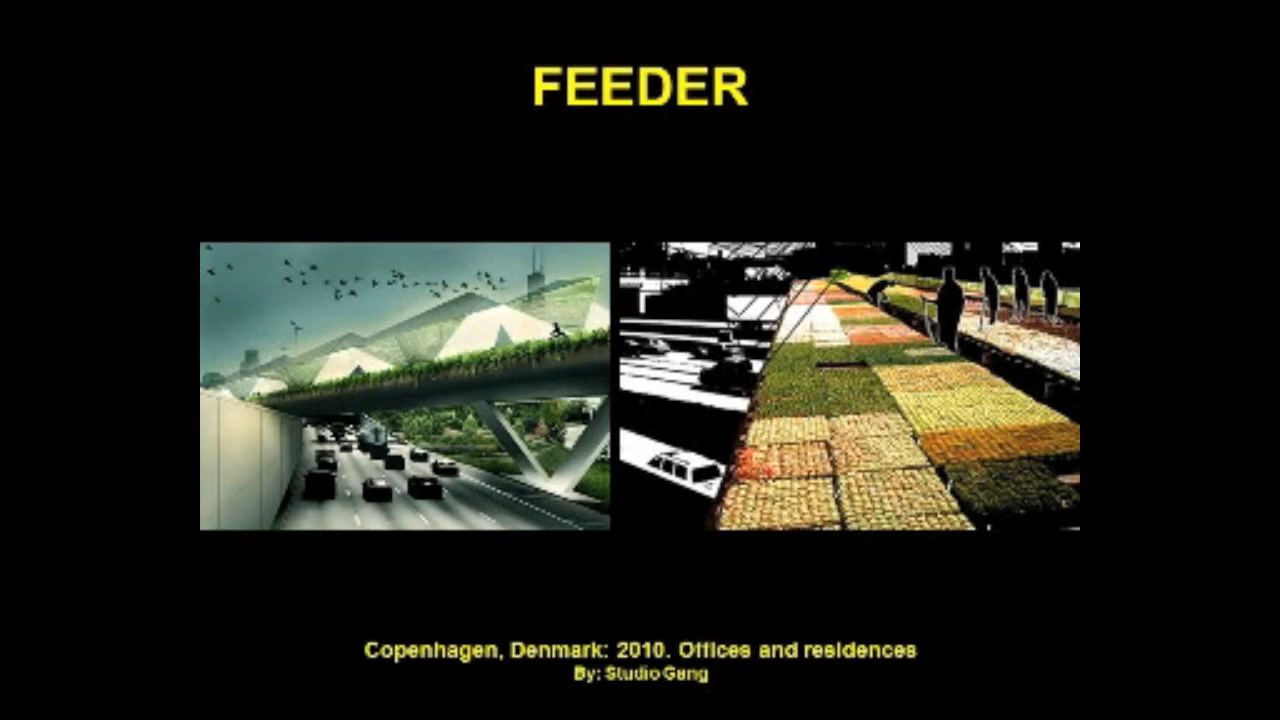 FEEDER
Copenhagen, Denmark: 2010. Offices and residences
By: Studio Gang